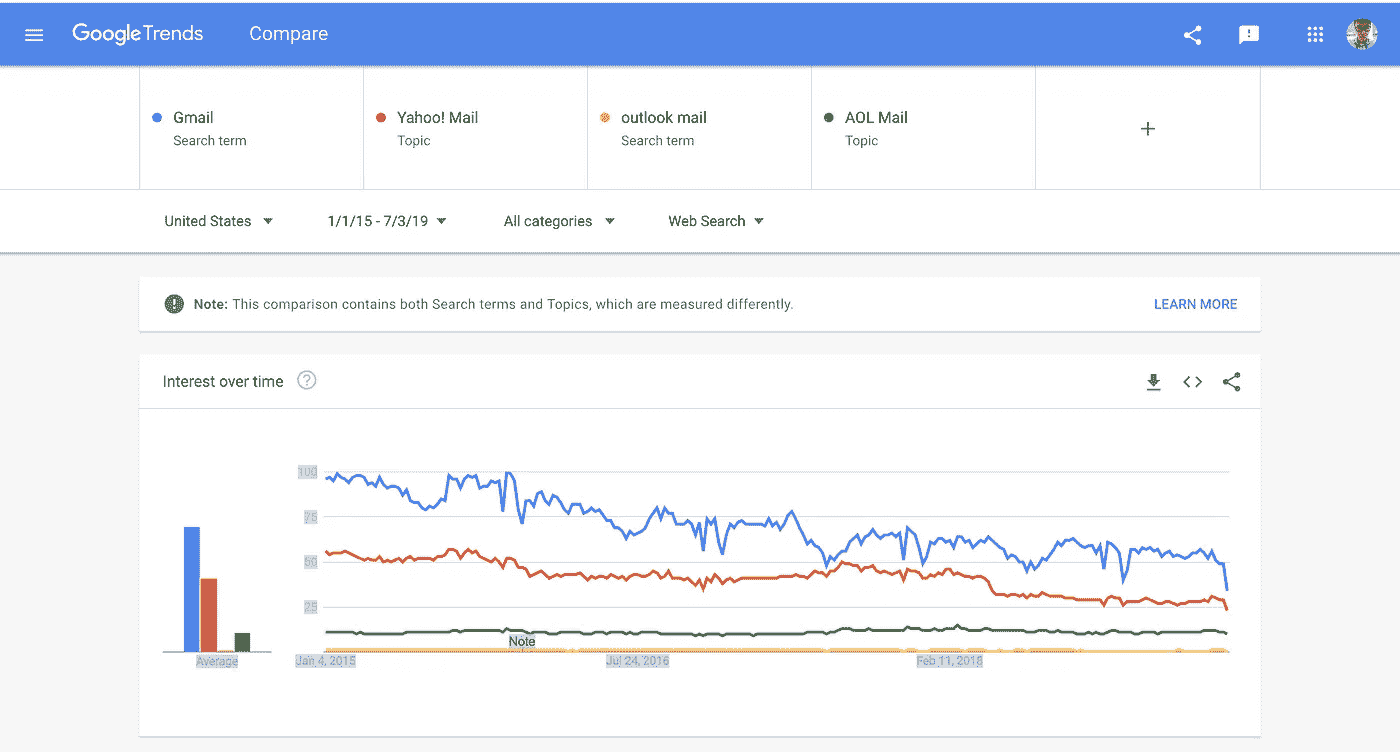 GoogleTrends Compare
Gmail
Search term
Yahoo! Mail
Topic
outlook mail
Search term
AOL Mail
Topic
+
United States 1/1/15 - 7/3/19 All categories Web Search
Note: This comparison contains both Search terms and Topics, which are measured differently. LEARN MORE
Interest over time ?
100
75
50
25
Note
Average Jan 4, 2015 Jul 24, 2016 Feb 11, 2018